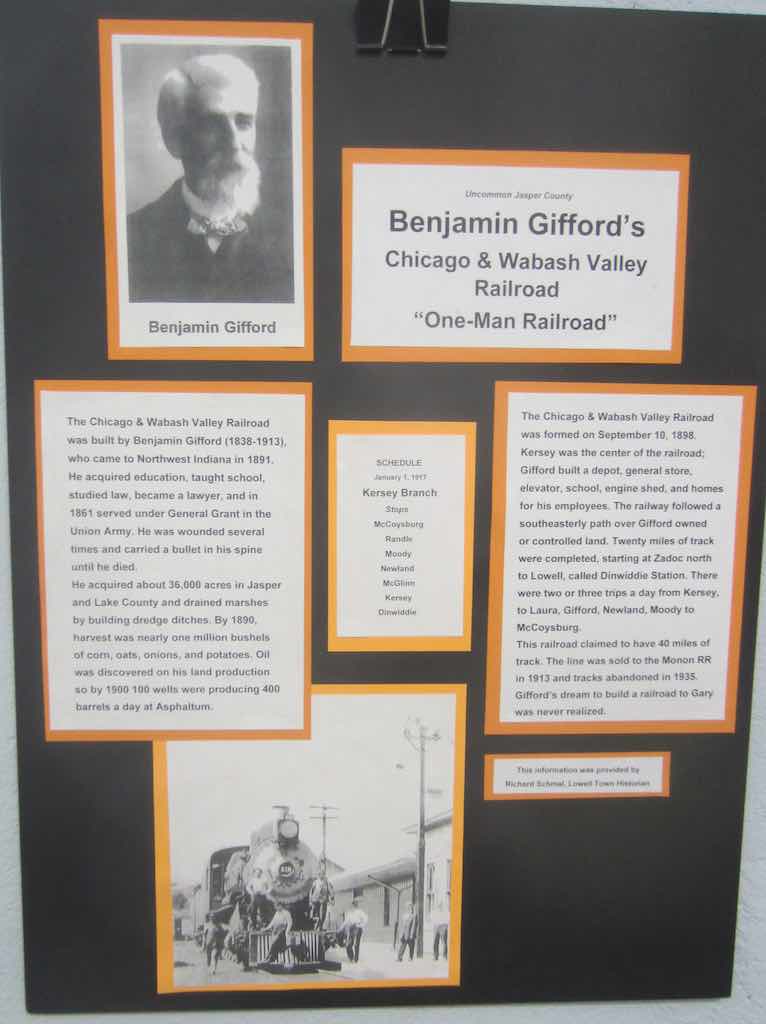 Benjamin Gifford
Uncommon Jasper County
Benjamin Gifford's
Chicago & Wabash Valley
Railroad
"One-Man Railroad"
The Chicago & Wabash Valley Railroad
was built by Benjamin Gifford (1838-1913),
who came to Northwest Indiana in 1891.
He acquired education, taught school,
studied law, became a lawyer, and in
1861 served under General Grant in the
Union Army. He was wounded several
times and carried a bullet in his spine
until he died.
He acquired about 36,000 acres in Jasper
and Lake County and drained marshes
by building dredge ditches. By 1890,
harvest was nearly one million bushels
of corn, oats, onions, and potatoes. Oil
was discovered on his land production
so by 1900 100 wells were producing 400
barrels a day at Asphaltum.
SCHEDULE
January 1, 1917
Kersey Branch
Stops
McCoysburg
Randle
Moody
Newland
McGlinn
Kersey
Dinwiddie
The Chicago & Wabash Valley Railroad
was formed on September 10, 1898.
Kersey was the center of the railroad;
Gifford built a depot, general store,
elevator, school, engine shed, and homes
for his employees. The railway followed a
southeasterly path over Gifford owned
or controlled land. Twenty miles of track
were completed, starting at Zadoc north
to Lowell, called Dinwiddie Station. There
were two or three trips a day from Kersey,
to Laura, Gifford, Newland, Moody to
McCoysburg.
This railroad claimed to have 40 miles of
track. The line was sold to the Monon RR
in 1913 and tracks abandoned in 1935.
Gifford's dream to build a railroad to Gary
was never realized.
This information was provided by
Richard Schmal, Lowell Town Historian